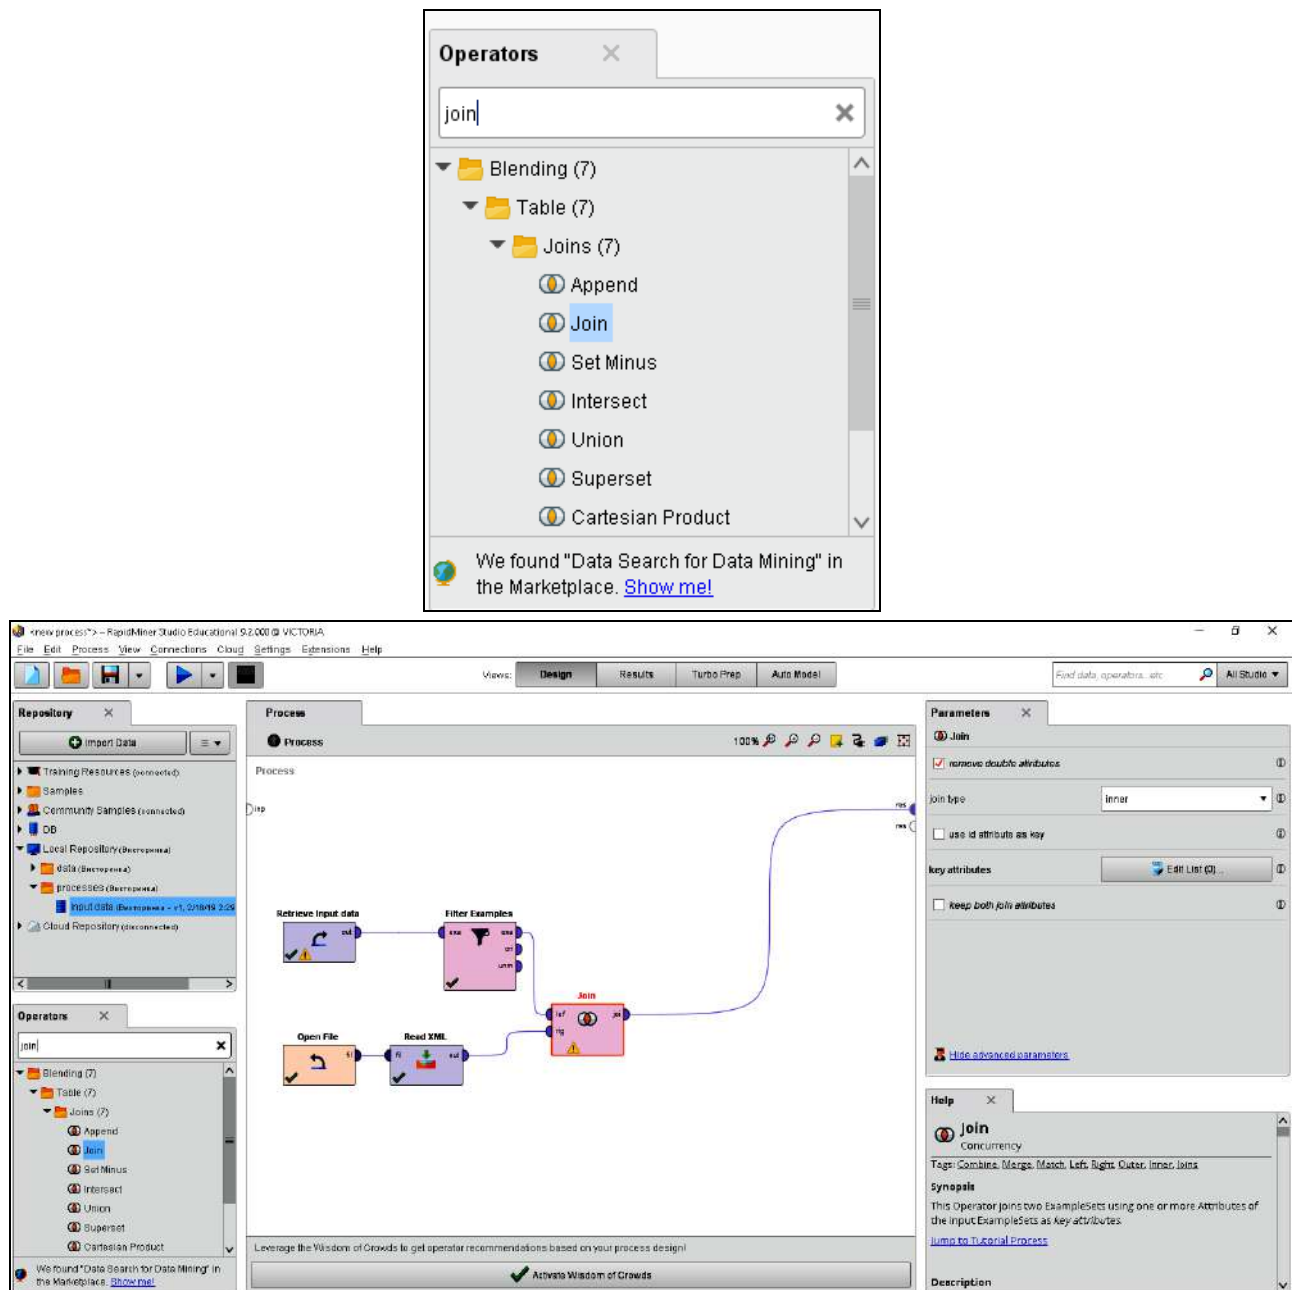 Operators
join
Blending (7)
Table (7)
Joins (7)
Append
Join
Set Minus
Intersect
Union
Superset
Cartesian Product
We found "Data Search for Data Mining" in
the Marketplace. Show me!
<new process*> – RapidMiner Studio Educational 9.2.000 @ VICTORIA
File Edit Process View Connections Cloud Settings Extensions Help
Views: Design Results Turbo Prep Auto Model
Find data, operators...etc
All Studio
Repository
Import Data
Training Resources (connected)
Samples
Community Samples (connected)
DB
Local Repository (Викториика)
data (Викториика)
processes (Викториика)
Input data (Викториика – v1, 2/18/19 2:29
Cloud Repository (disconnected)
Operators
join
Blending (7)
Table (7)
Joins (7)
Append
Join
Set Minus
Intersect
Union
Superset
Cartesian Product
We found "Data Search for Data Mining" in
the Marketplace. Show me!
Process
Process
100%
Process
inp
res
res
Retrieve Input data
out
Filter Examples
exa
exa
ori
unm
Join
lef
rig
joi
Open File
fil
Read XML
fil
out
Leverage the Wisdom of Crowds to get operator recommendations based on your process design!
Activate Wisdom of Crowds
Parameters
Join
remove double attributes
join type
inner
use id attribute as key
key attributes
Edit List (0)...
keep both join attributes
Hide advanced parameters
Help
Join
Concurrency
Tags: Combine, Merge, Match, Left, Right, Outer, Inner, Joins
Synopsis
This Operator joins two ExampleSets using one or more Attributes of
the input ExampleSets as key attributes.
Jump to Tutorial Process
Description